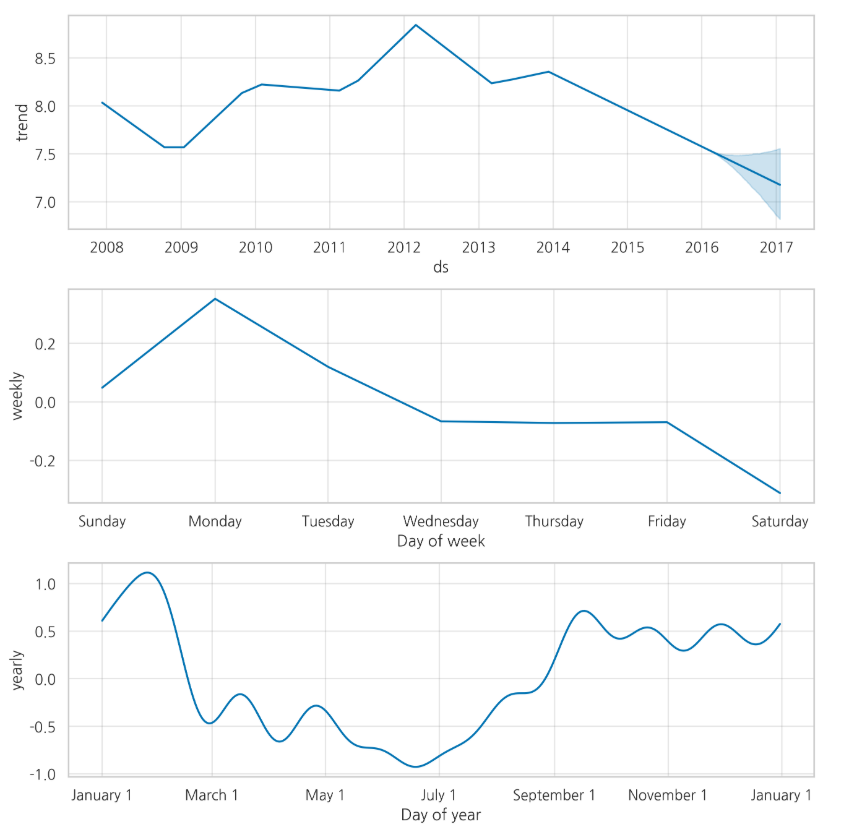 8.5
8.0
7.5
7.0
trend
2008 2009 2010 2011 2012 2013 2014 2015 2016 2017
ds
0.2
0.0
-0.2
weekly
Sunday Monday Tuesday Wednesday Thursday Friday Saturday
Day of week
1.0
0.5
0.0
-0.5
-1.0
yearly
January 1 March 1 May 1 July 1 September 1 November 1 January 1
Day of year